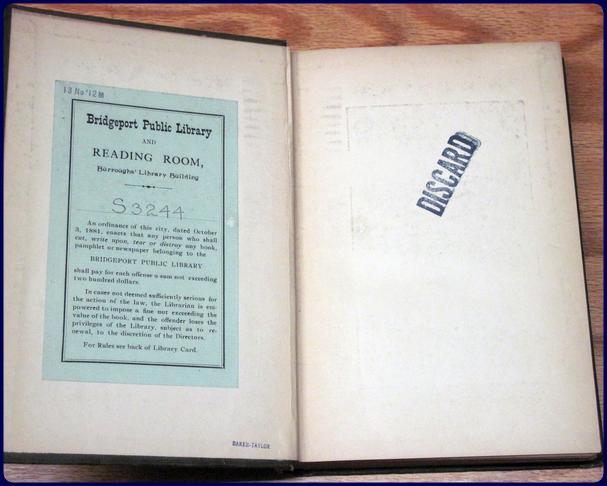 13 No '12 M
Bridgeport Public Library
AND
READING ROOM,
Burroughs' Library Building
S3244
An ordinance of this city, dated October
3, 1881, enacts that any person who shall
cut, write upon, tear or distroy any book,
pamphlet or newspaper belonging to the
BRIDGEPORT PUBLIC LIBRARY
shall pay for each offense a sum not exceeding
two hundred dollars.
In cases not deemed sufficiently serious for
the action of the law, the Librarian is em-
powered to impose a fine not exceeding the
value of the book, and the offender loses the
privileges of the Library, subject as to re-
newal, to the discretion of the Directors.
For Rules see back of Library Card.
BAKER-TAYLOR
DISCARD